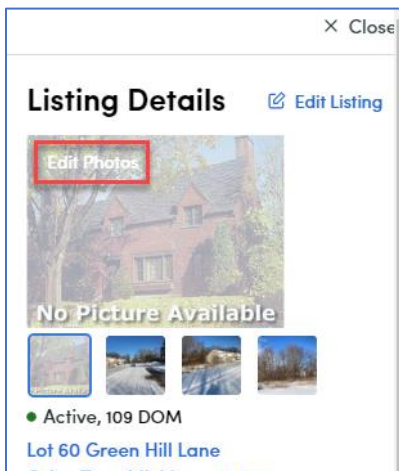 × Close
Listing Details
Edit Listing
Edit Photos
No Picture Available
Active, 109 DOM
Lot 60 Green Hill Lane